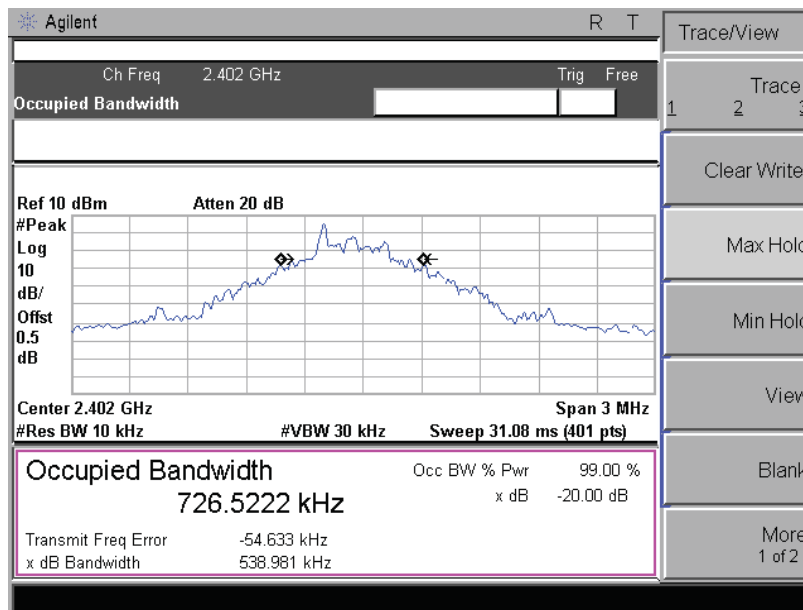 Agilent R T
Trace/View
Ch Freq 2.402 GHz Trig Free
Occupied Bandwidth
Trace
1 2 3
Clear Write
Max Hold
Min Hold
View
Blank
More
1 of 2
Ref 10 dBm Atten 20 dB
#Peak
Log
10
dB/
Offst
0.5
dB
Center 2.402 GHz Span 3 MHz
#Res BW 10 kHz #VBW 30 kHz Sweep 31.08 ms (401 pts)
Occupied Bandwidth
726.5222 kHz
Occ BW % Pwr 99.00 %
x dB -20.00 dB
Transmit Freq Error -54.633 kHz
x dB Bandwidth 538.981 kHz